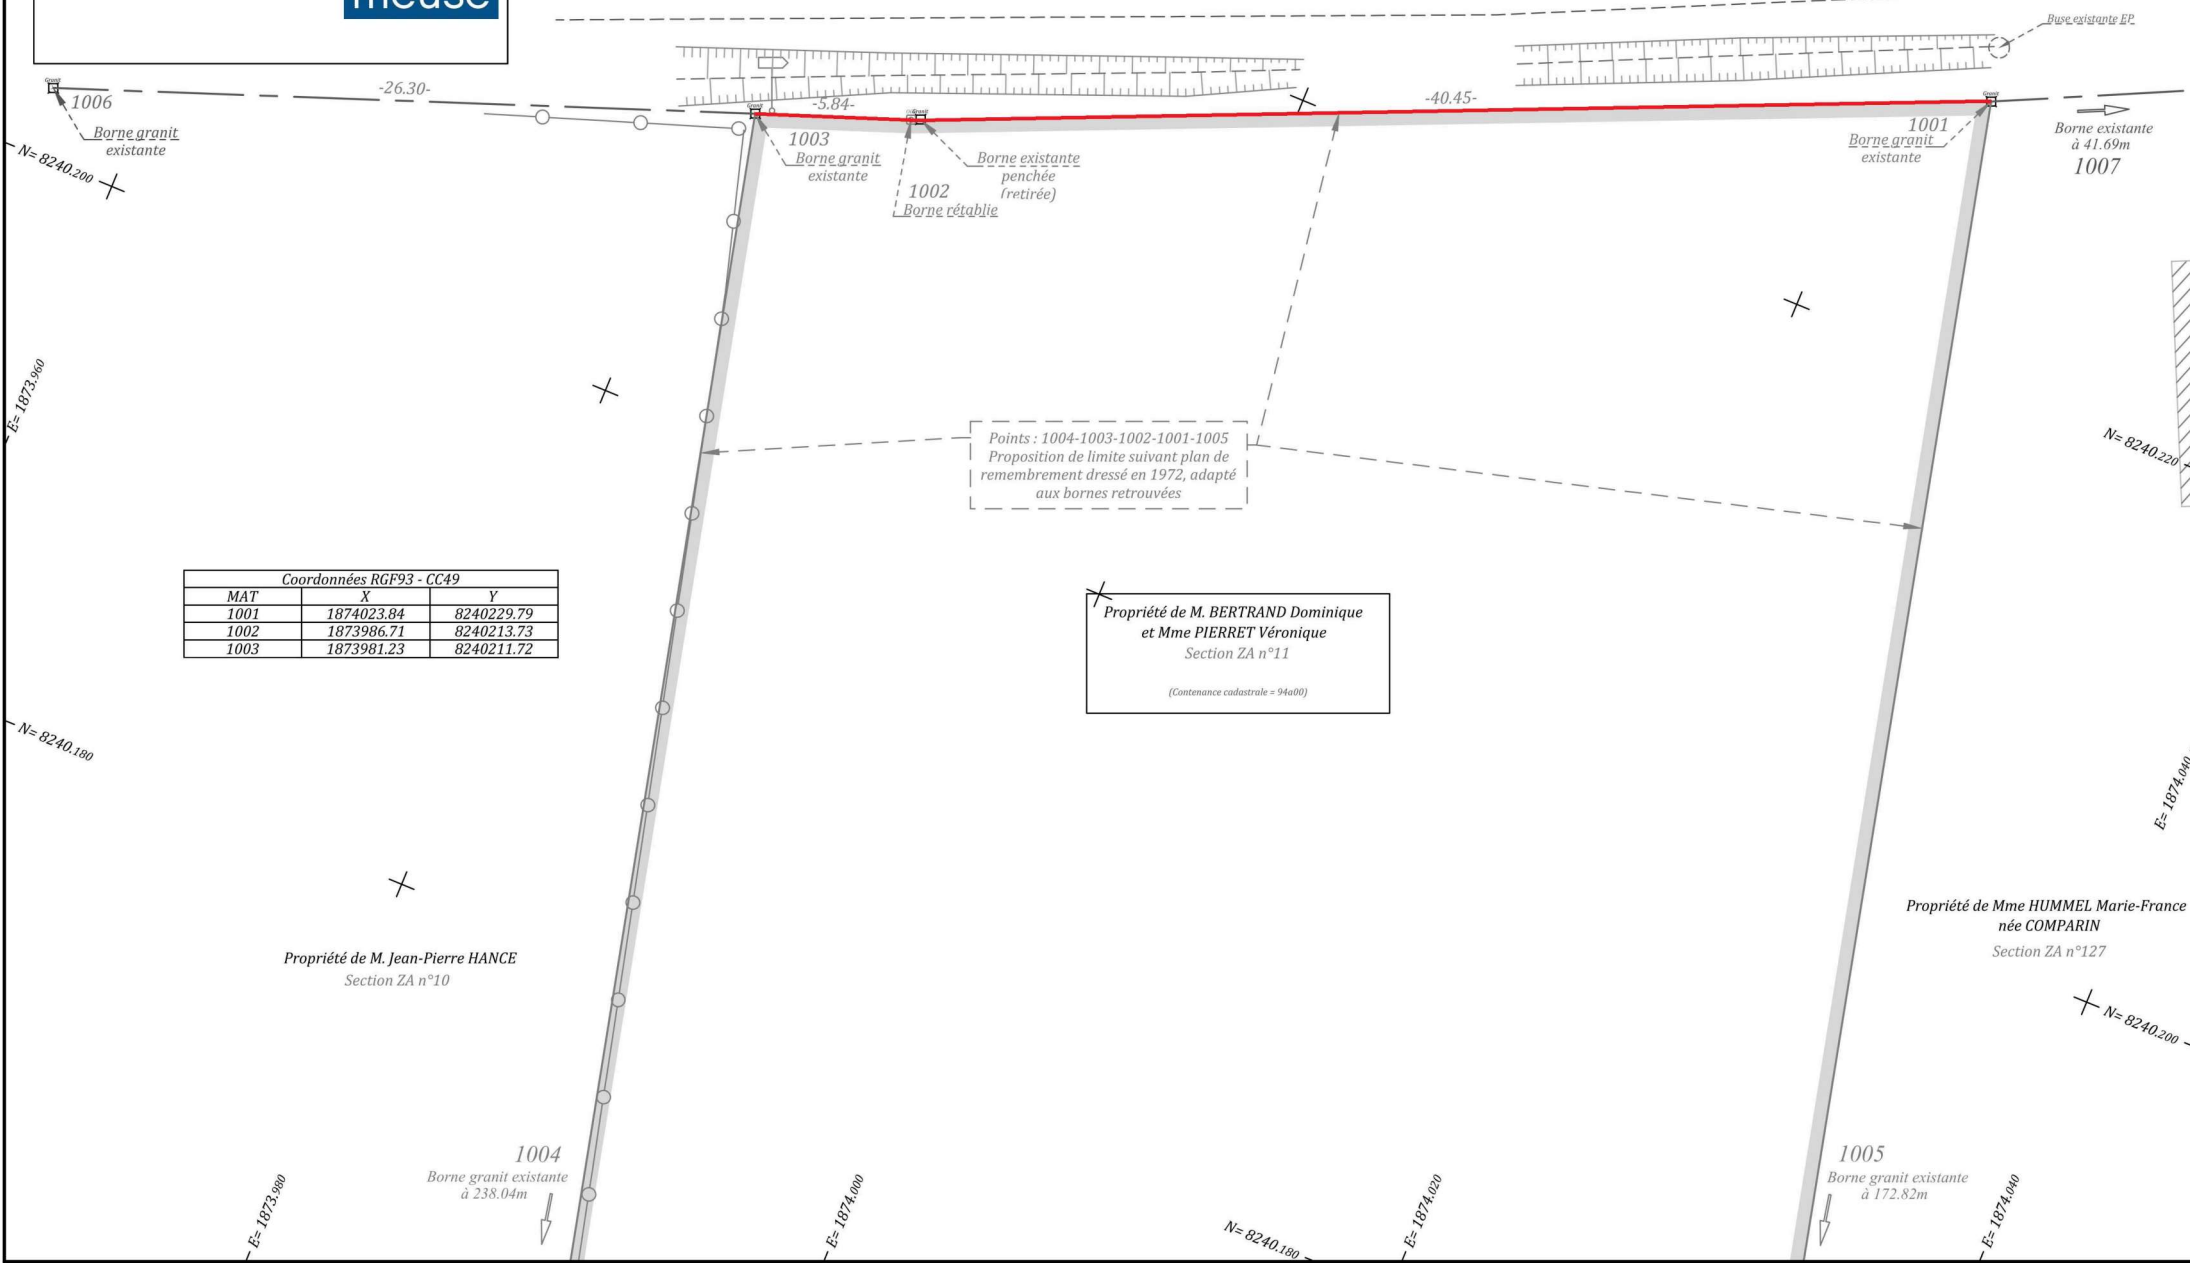 meuse
Buse existante EP
Granit
1006
-26.30-
Borne granit
existante
N= 8240.200
Granit
-5.84-
Granit
1003
Borne granit
existante
1002
Borne rétablie
Borne existante
penchée
(retirée)
-40.45-
Granit
1001
Borne granit
existante
Borne existante
à 41.69m
1007
E= 1873.960
Points : 1004-1003-1002-1001-1005
Proposition de limite suivant plan de
remembrement dressé en 1972, adapté
aux bornes retrouvées
N= 8240.220
Coordonnées RGF93 - CC49
MAT X Y
1001 1874023.84 8240229.79
1002 1873986.71 8240213.73
1003 1873981.23 8240211.72
Propriété de M. BERTRAND Dominique
et Mme PIERRET Véronique
Section ZA n°11
(Contenance cadastrale = 94a00)
N= 8240.180
E= 1874.040
Propriété de M. Jean-Pierre HANCE
Section ZA n°10
Propriété de Mme HUMMEL Marie-France
née COMPARIN
Section ZA n°127
N= 8240.200
1004
Borne granit existante
à 238.04m
1005
Borne granit existante
à 172.82m
E= 1873.980
E= 1874.000
N= 8240.180
E= 1874.020
E= 1874.040